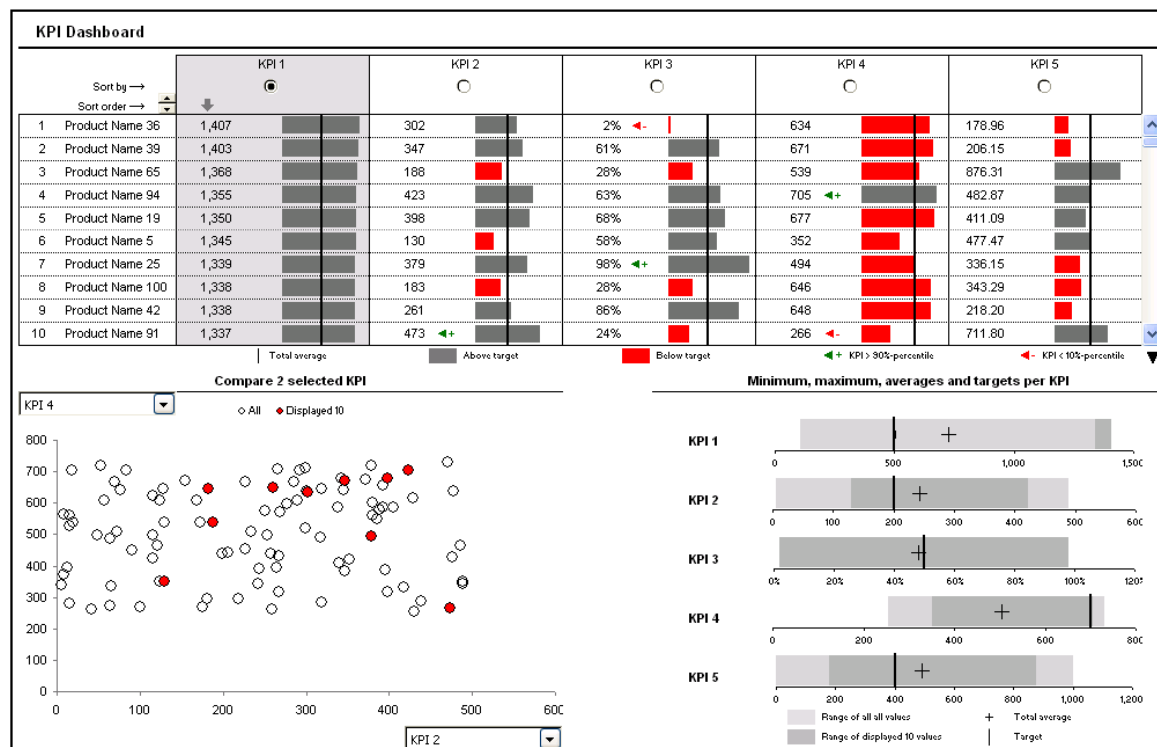 KPI Dashboard
KPI 1 KPI 2 KPI 3 KPI 4 KPI 5
Sort by →
Sort order →
1 Product Name 36 1,407 302 2% ◄- 634 178.96
2 Product Name 39 1,403 347 61% 671 206.15
3 Product Name 65 1,368 188 28% 539 876.31
4 Product Name 94 1,355 423 63% 705 ◄+ 482.87
5 Product Name 19 1,350 398 68% 677 411.09
6 Product Name 5 1,345 130 58% 352 477.47
7 Product Name 25 1,339 379 98% ◄+ 494 336.15
8 Product Name 100 1,338 183 28% 646 343.29
9 Product Name 42 1,338 261 86% 648 218.20
10 Product Name 91 1,337 473 ◄+ 24% 266 ◄- 711.80
Total average Above target Below target ◄+ KPI > 90%-percentile ◄- KPI < 10%-percentile
Compare 2 selected KPI
KPI 4
All Displayed 10
800
700
600
500
400
300
200
100
0
0 100 200 300 400 500 600
KPI 2
Minimum, maximum, averages and targets per KPI
KPI 1
0 500 1,000 1,500
KPI 2
0 100 200 300 400 500 600
KPI 3
0% 20% 40% 60% 80% 100% 120%
KPI 4
0 200 400 600 800
KPI 5
0 200 400 600 800 1,000 1,200
Range of all all values + Total average
Range of displayed 10 values Target